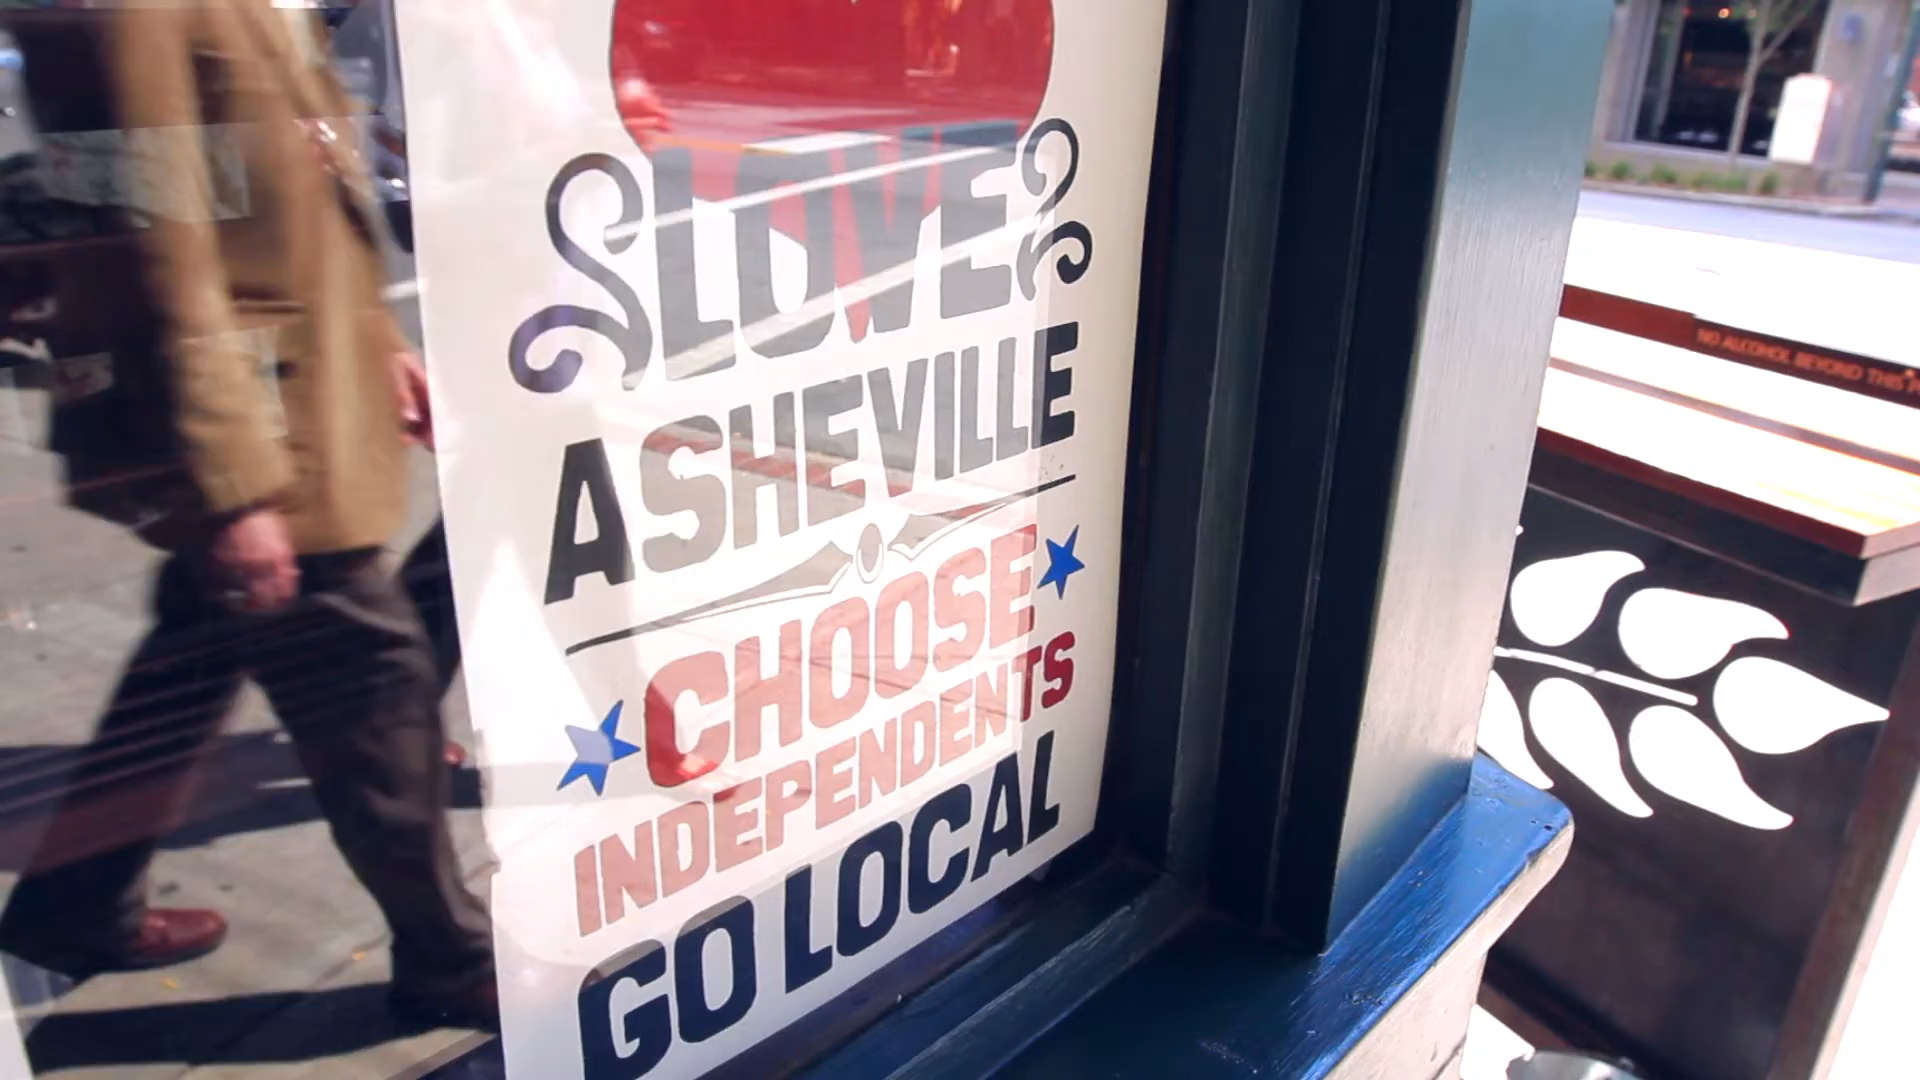 LOVE
ASHEVILLE
CHOOSE
INDEPENDENTS
GO LOCAL
NO ALCOHOL BEYOND THIS